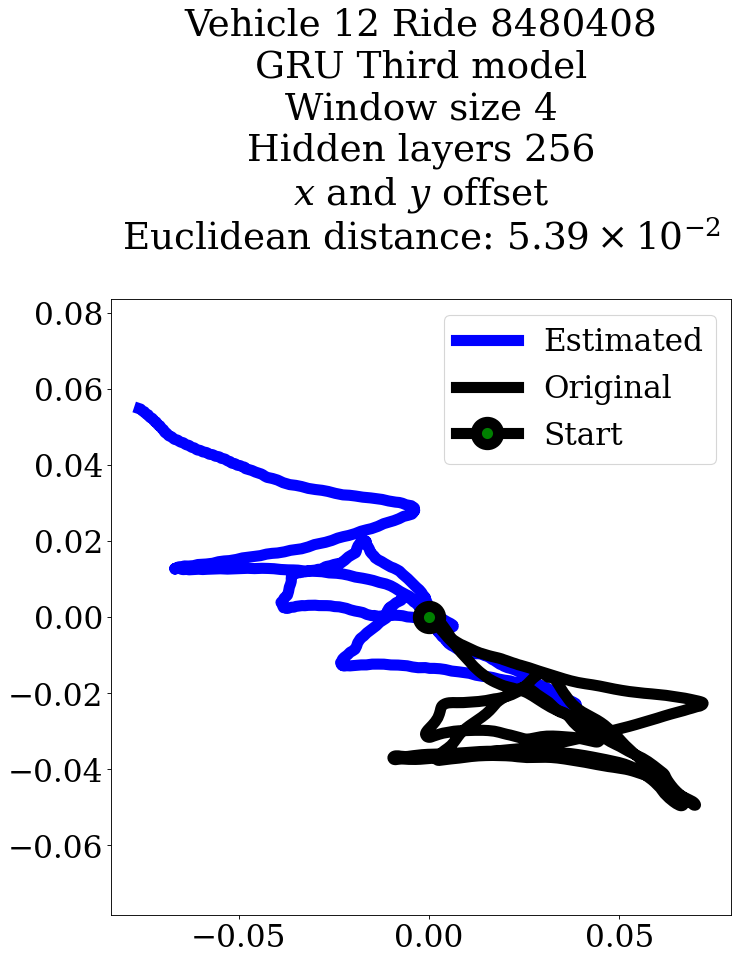 Vehicle 12 Ride 8480408
GRU Third model
Window size 4
Hidden layers 256
x and y offset
Euclidean distance: 5.39 × 10⁻²
Estimated
Original
Start
0.08
0.06
0.04
0.02
0.00
−0.02
−0.04
−0.06
−0.05 0.00 0.05